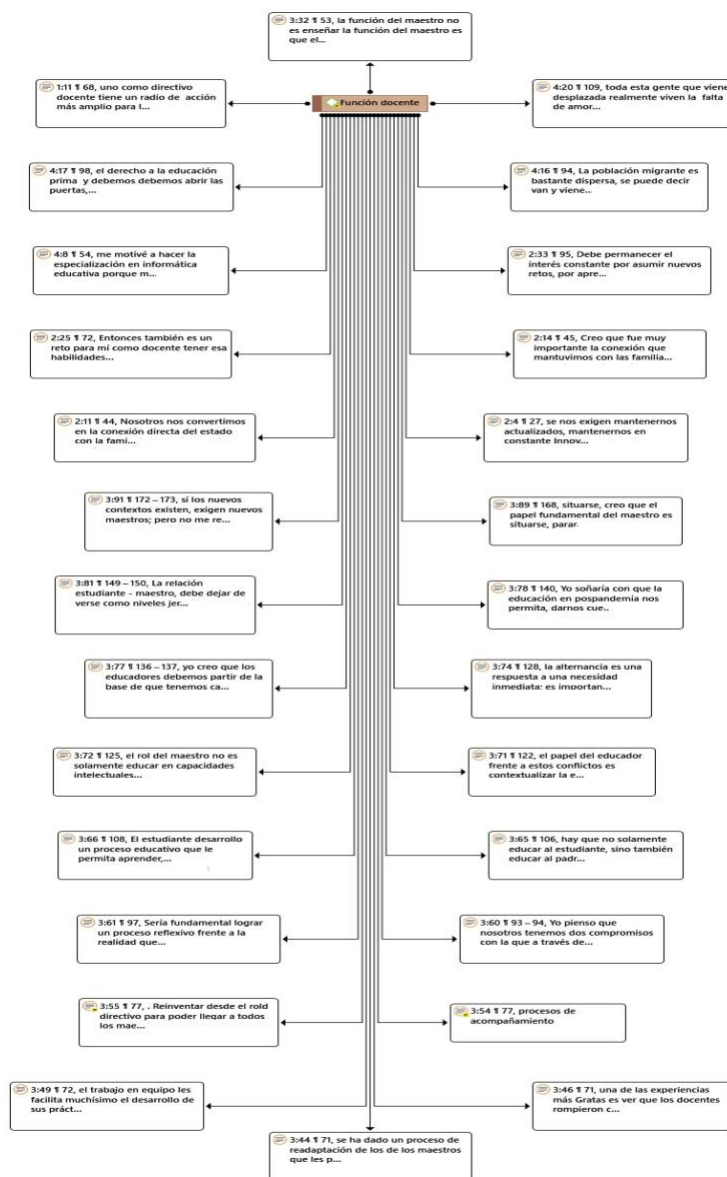 3:32 ¶ 53, la función del maestro no
es enseñar la función del maestro es
que el...
1:11 ¶ 68, uno como directivo
docente tiene un radio de acción
más amplio para l...
Función docente
4:20 ¶ 109, toda esta gente que viene
desplazada realmente viven la falta
de amor...
4:17 ¶ 98, el derecho a la educación
prima y debemos debemos abrir las
puertas,...
4:16 ¶ 94, La población migrante es
bastante dispersa, se puede decir
van y viene...
4:8 ¶ 54, me motivé a hacer la
especialización en informática
educativa porque m...
2:33 ¶ 95, Debe permanecer el
interés constante por asumir nuevos
retos, por apre...
2:25 ¶ 72, Entonces también es un
reto para mí como docente tener esa
habilidades...
2:14 ¶ 45, Creo que fue muy
importante la conexión que
mantuvimos con las familia...
2:11 ¶ 44, Nosotros nos convertimos
en la conexión directa del estado
con la fami...
2:4 ¶ 27, se nos exigen mantenernos
actualizados, mantenernos en
constante Innov...
3:91 ¶ 172 – 173, sí los nuevos
contextos existen, exigen nuevos
maestros; pero no me re...
3:89 ¶ 168, situarse, creo que el
papel fundamental del maestro es
situarse, parar
3:81 ¶ 149 – 150, La relación
estudiante - maestro, debe dejar de
verse como niveles jer...
3:78 ¶ 140, Yo soñaría con que la
educación en pospandemia nos
permita, darnos cue..
3:77 ¶ 136 – 137, yo creo que los
educadores debemos partir de la
base de que tenemos ca...
3:74 ¶ 128, la alternancia es una
respuesta a una necesidad
inmediata: es importan...
3:72 ¶ 125, el rol del maestro no es
solamente educar en capacidades
intelectuales...
3:71 ¶ 122, el papel del educador
frente a estos conflictos es
contextualizar la e...
3:66 ¶ 108, El estudiante desarrollo
un proceso educativo que le
permita aprender,...
3:65 ¶ 106, hay que no solamente
educar al estudiante, sino también
educar al padr...
3:61 ¶ 97, Sería fundamental lograr
un proceso reflexivo frente a la
realidad que...
3:60 ¶ 93 – 94, Yo pienso que
nosotros tenemos dos compromisos
con la que a través de...
3:55 ¶ 77, . Reinventar desde el rold
directivo para poder llegar a todos
los mae...
3:54 ¶ 77, procesos de
acompañamiento
3:49 ¶ 72, el trabajo en equipo les
facilita muchísimo el desarrollo de
sus práct...
3:46 ¶ 71, una de las experiencias
más Gratas es ver que los docentes
rompieron c...
3:44 ¶ 71, se ha dado un proceso de
readaptación de los de los maestros
que les p...